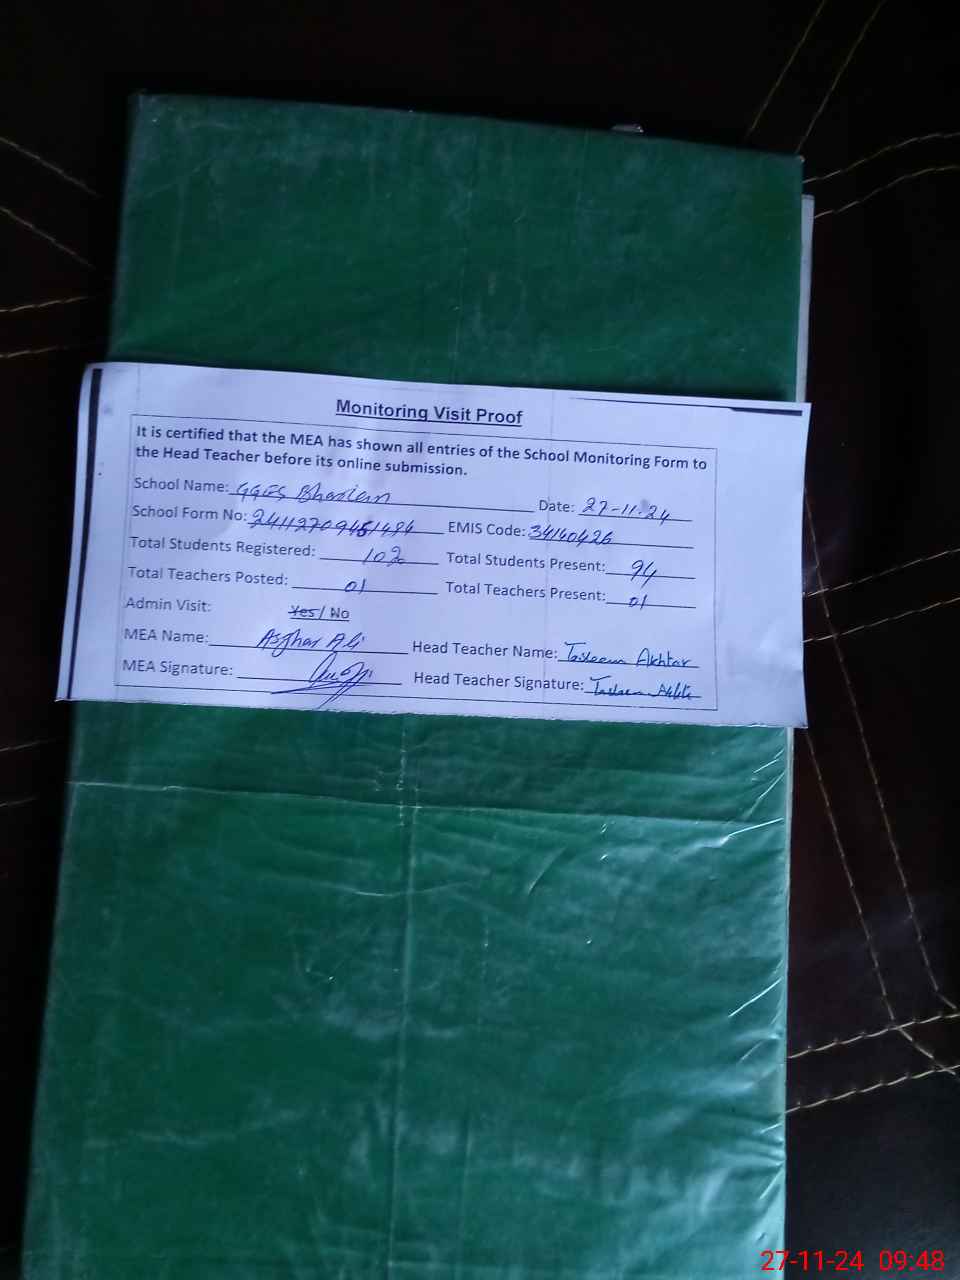 Monitoring Visit Proof
It is certified that the MEA has shown all entries of the School Monitoring Form to
the Head Teacher before its online submission.
School Name: GGES Date: 27-11-24
School Form No: EMIS Code: 34140426
Total Students Registered: Total Students Present: 94
Total Teachers Posted: 01 Total Teachers Present: 01
Admin Visit: Yes / No
MEA Name: Asghar Ali Head Teacher Name: Tasleem Akhtar
MEA Signature: Head Teacher Signature: Tasleem
27-11-24 09:48